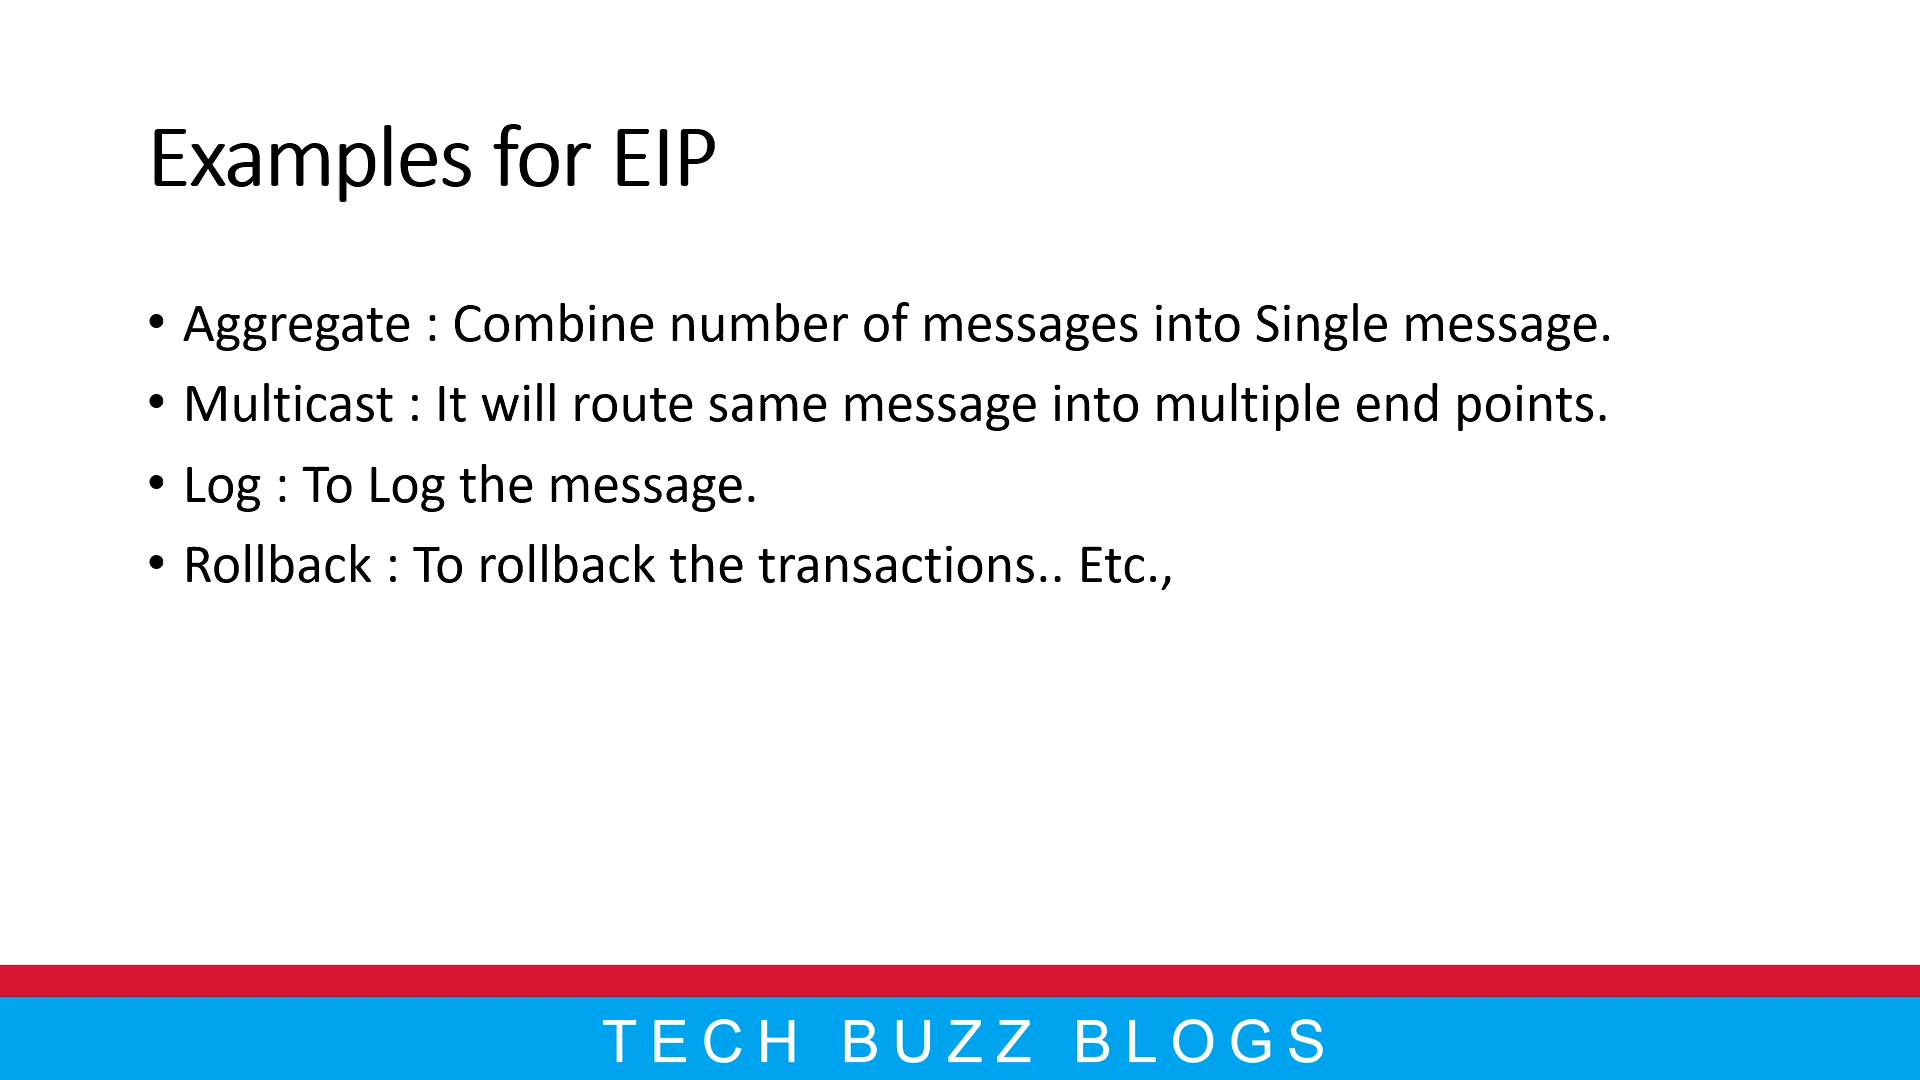 Examples for EIP
• Aggregate : Combine number of messages into Single message.
• Multicast : It will route same message into multiple end points.
• Log : To Log the message.
• Rollback : To rollback the transactions.. Etc.,
TECH BUZZ BLOGS